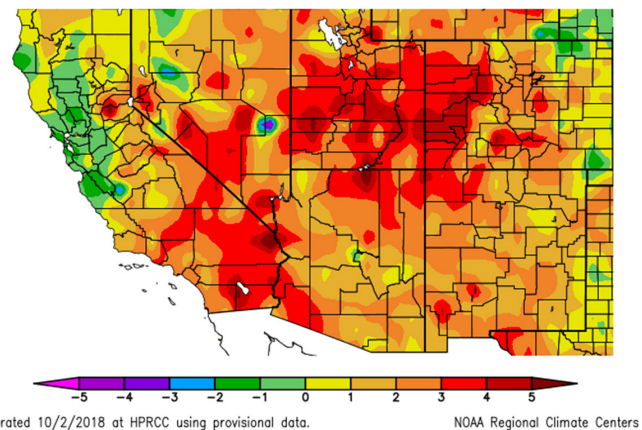 -5 -4 -3 -2 -1 0 1 2 3 4 5
rated 10/2/2018 at HPRCC using provisional data.
NOAA Regional Climate Centers